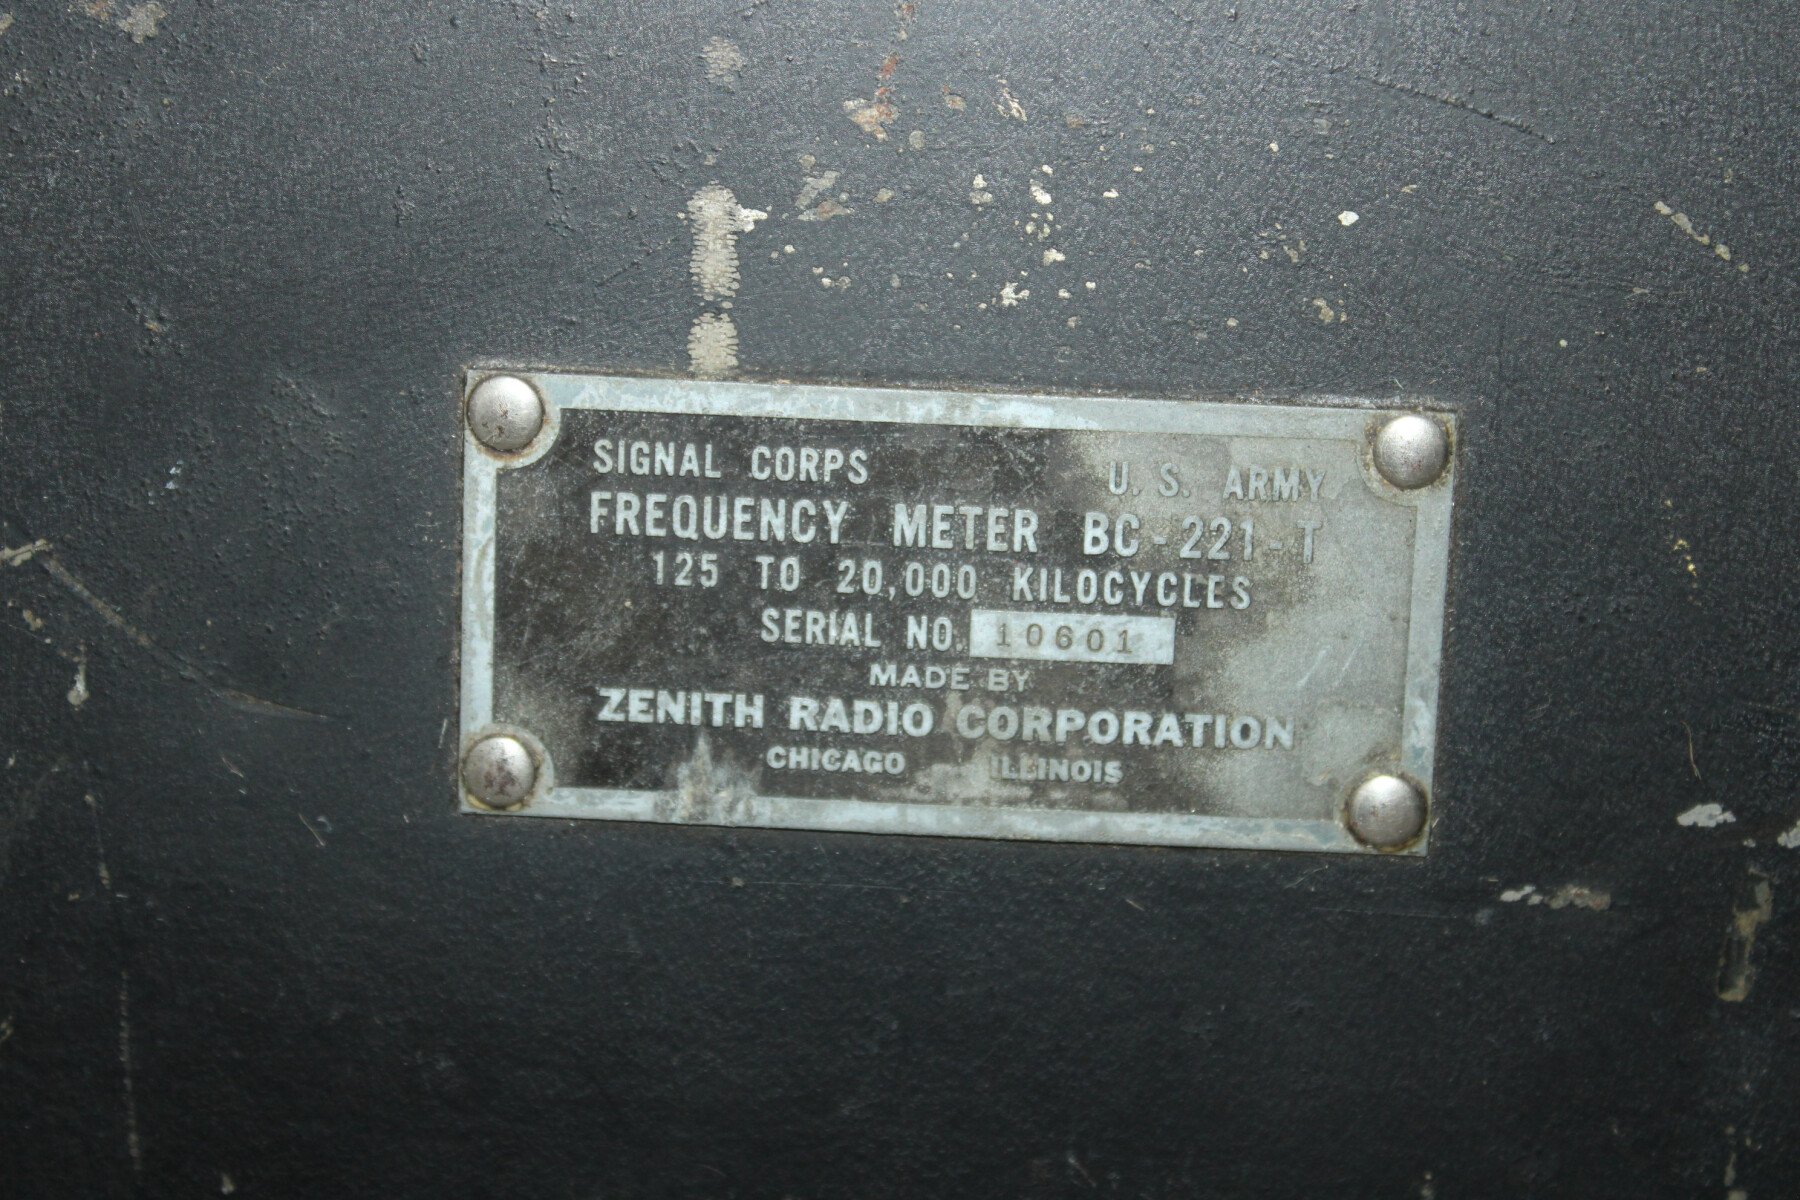 SIGNAL CORPS U. S. ARMY
FREQUENCY METER BC-221-T
125 TO 20,000 KILOCYCLES
SERIAL NO. 10601
MADE BY
ZENITH RADIO CORPORATION
CHICAGO ILLINOIS